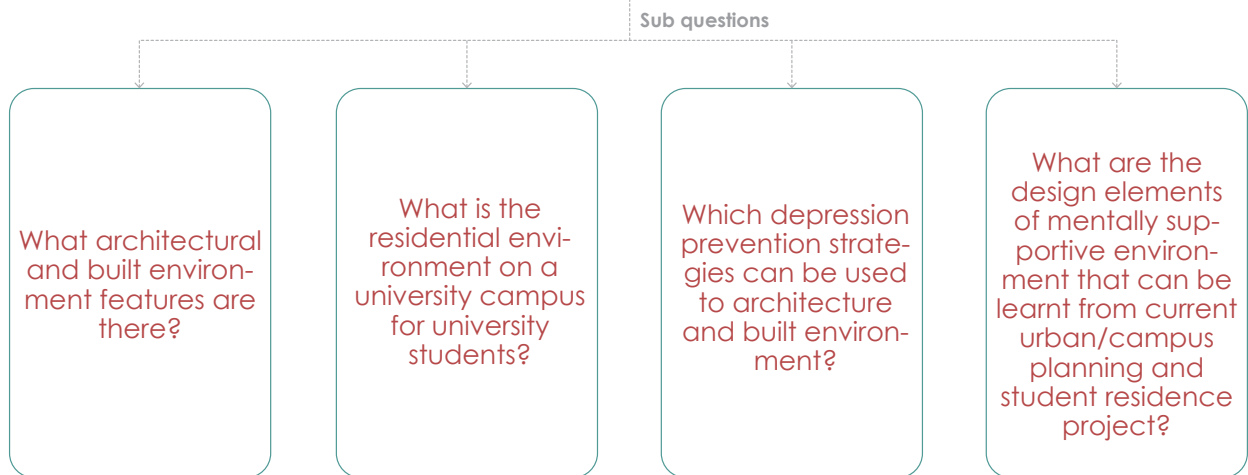 Sub questions
What architectural
and built environ-
ment features are
there?
What is the
residential envi-
ronment on a
university campus
for university
students?
Which depression
prevention strate-
gies can be used
to architecture
and built environ-
ment?
What are the
design elements
of mentally sup-
portive environ-
ment that can be
learnt from current
urban/campus
planning and
student residence
project?